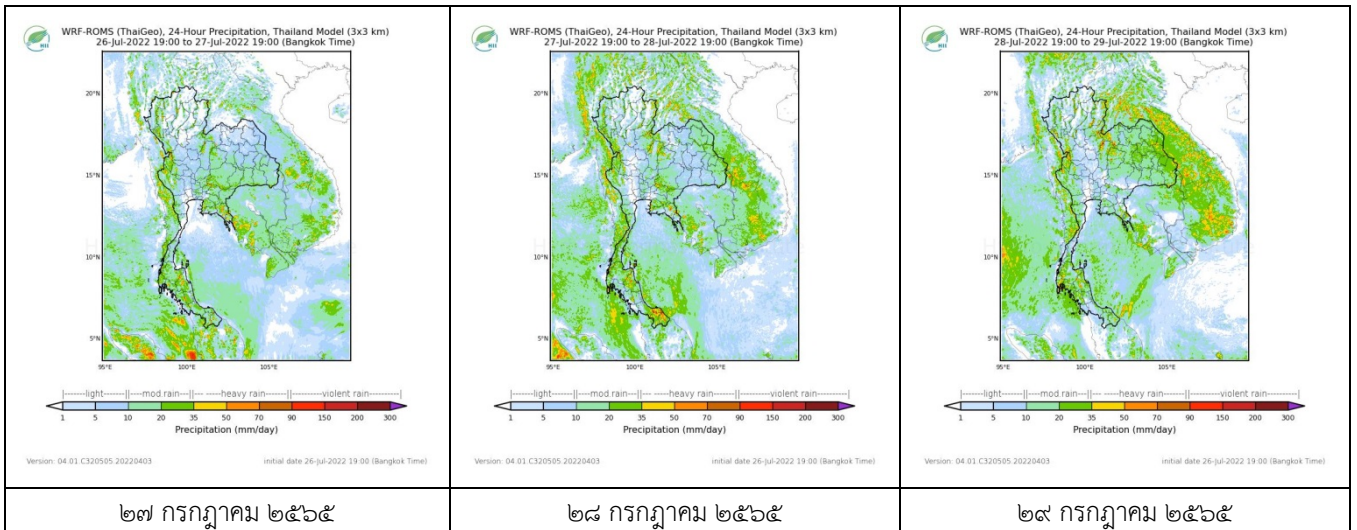 WRF-ROMS (ThaiGeo), 24-Hour Precipitation, Thailand Model (3x3 km)
26-Jul-2022 19:00 to 27-Jul-2022 19:00 (Bangkok Time)
HII
20°N
15°N
10°N
5°N
95°E 100°E 105°E
|------light------||--mod.rain---||--- heavy rain---||------violent rain---|
1 5 10 20 35 50 70 90 150 200 300
Precipitation (mm/day)
Version: 04.01.C320505.20220403 initial date 26-Jul-2022 19:00 (Bangkok Time)
๒๗ กรกฎาคม ๒๕๖๕
WRF-ROMS (ThaiGeo), 24-Hour Precipitation, Thailand Model (3x3 km)
27-Jul-2022 19:00 to 28-Jul-2022 19:00 (Bangkok Time)
HII
20°N
15°N
10°N
5°N
95°E 100°E 105°E
|------light------||--mod.rain---||--- heavy rain---||------violent rain---|
1 5 10 20 35 50 70 90 150 200 300
Precipitation (mm/day)
Version: 04.01.C320505.20220403 initial date 26-Jul-2022 19:00 (Bangkok Time)
๒๘ กรกฎาคม ๒๕๖๕
WRF-ROMS (ThaiGeo), 24-Hour Precipitation, Thailand Model (3x3 km)
28-Jul-2022 19:00 to 29-Jul-2022 19:00 (Bangkok Time)
HII
20°N
15°N
10°N
5°N
95°E 100°E 105°E
|------light------||--mod.rain---||--- heavy rain---||------violent rain---|
1 5 10 20 35 50 70 90 150 200 300
Precipitation (mm/day)
Version: 04.01.C320505.20220403 initial date 26-Jul-2022 19:00 (Bangkok Time)
๒๙ กรกฎาคม ๒๕๖๕